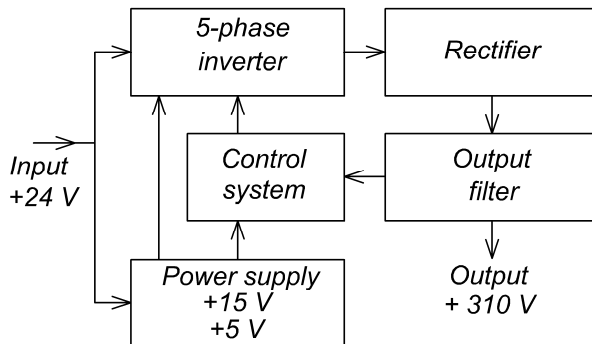 5-phase
inverter
Rectifier
Input
+24 V
Control
system
Output
filter
Power supply
+15 V
+5 V
Output
+ 310 V